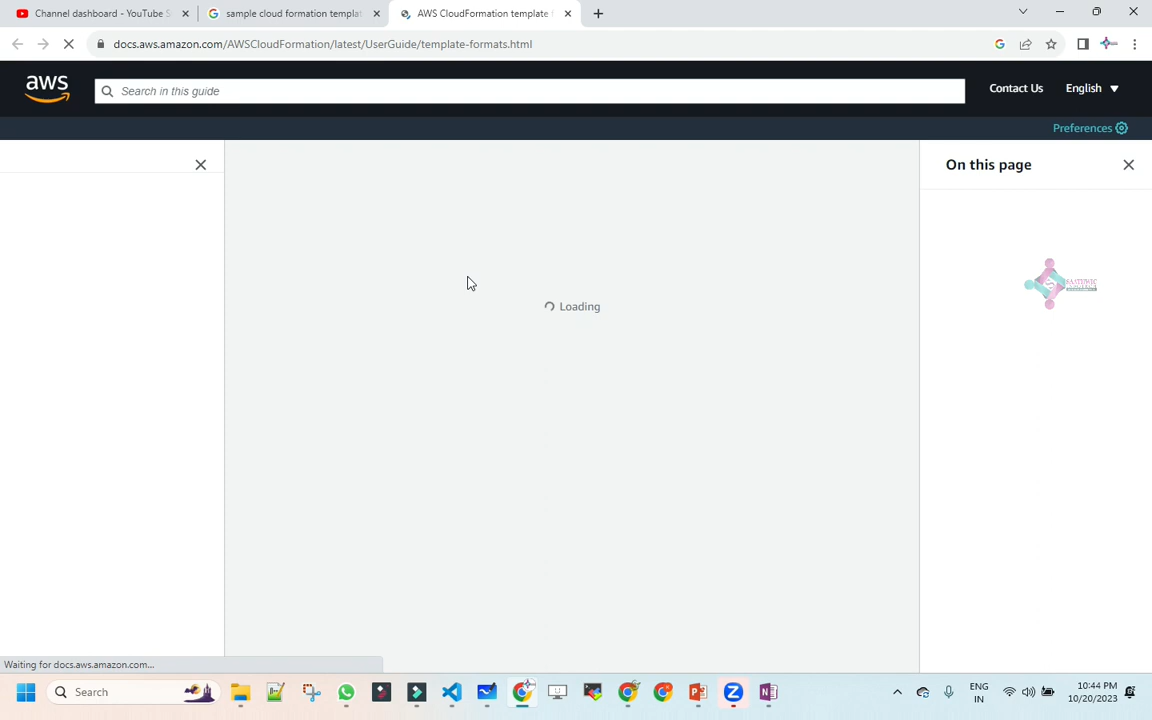 Channel dashboard - YouTube S
sample cloud formation templat
AWS CloudFormation template f
docs.aws.amazon.com/AWSCloudFormation/latest/UserGuide/template-formats.html
aws
Search in this guide
Contact Us
English
Preferences
On this page
Loading
Waiting for docs.aws.amazon.com...
Search
ENG
IN
10:44 PM
10/20/2023